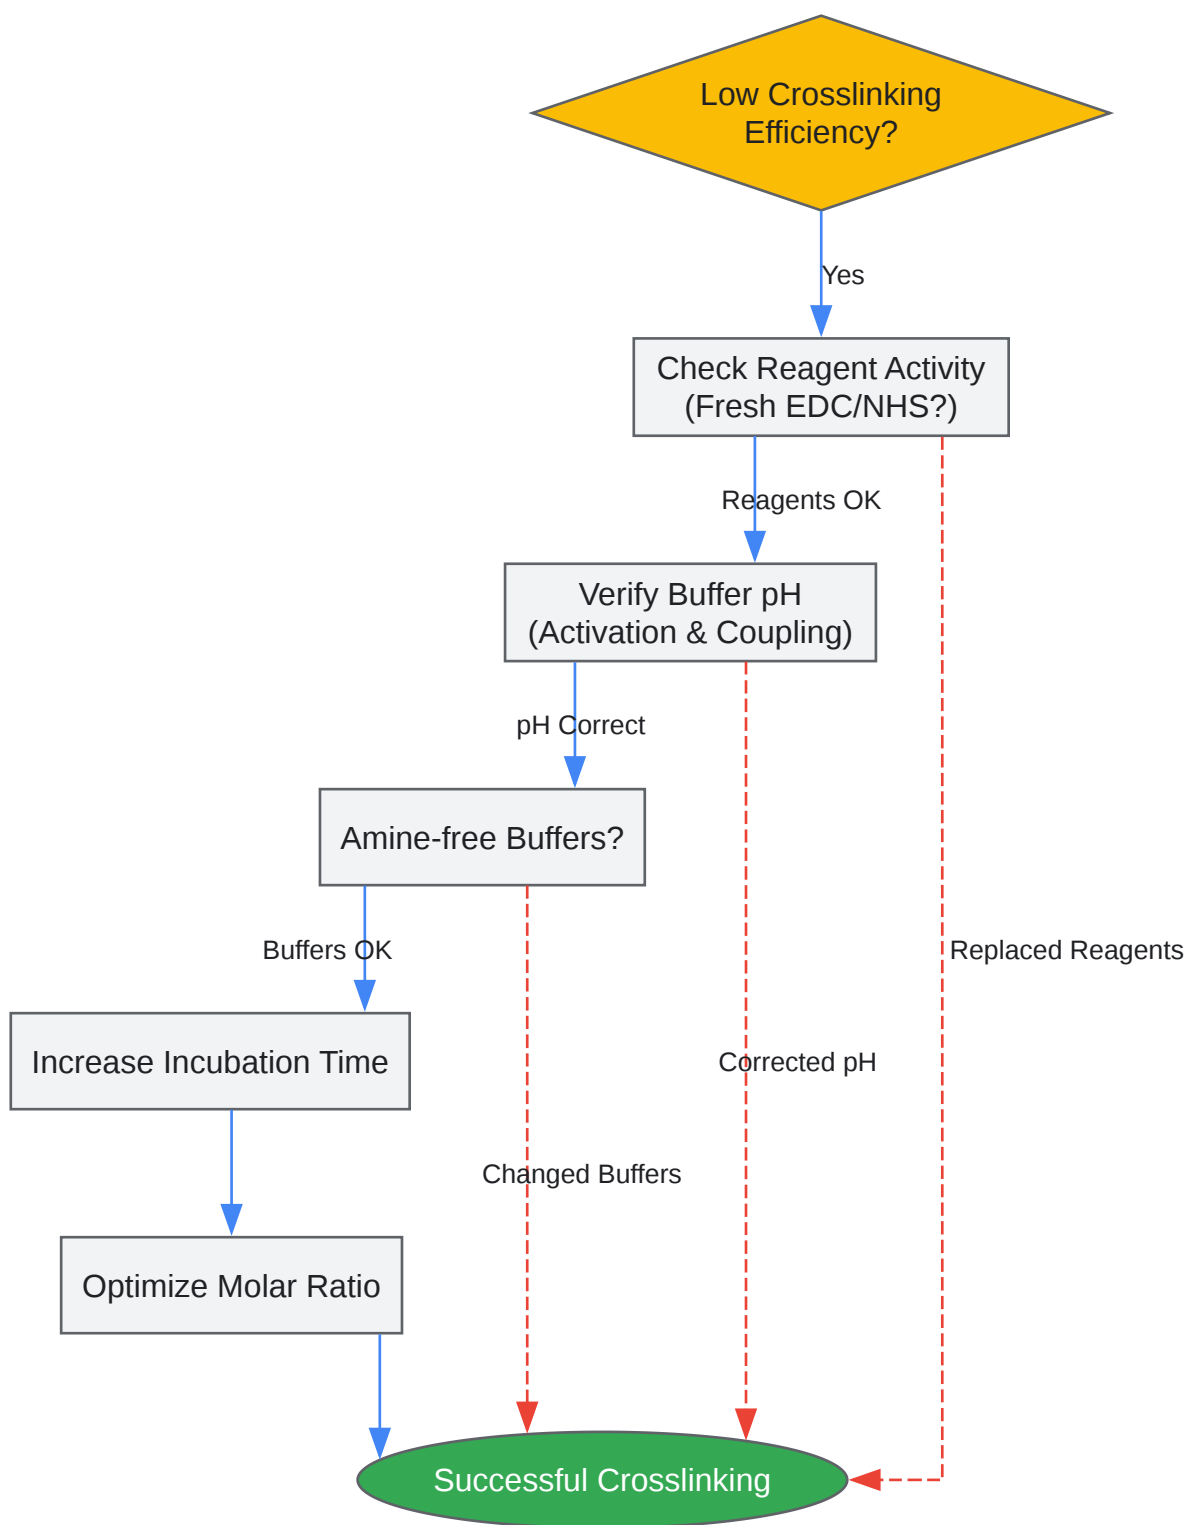 Low Crosslinking
Efficiency?
Yes
Check Reagent Activity
(Fresh EDC/NHS?)
Reagents OK
Verify Buffer pH
(Activation & Coupling)
pH Correct
Amine-free Buffers?
Buffers OK
Replaced Reagents
Increase Incubation Time
Corrected pH
Changed Buffers
Optimize Molar Ratio
Successful Crosslinking